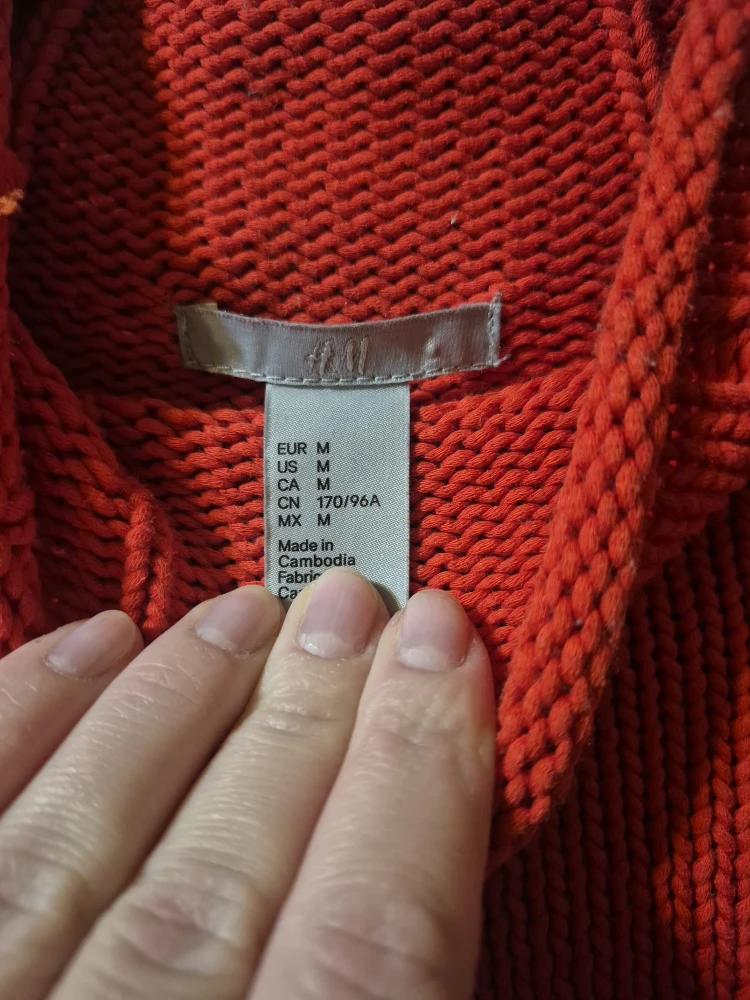 H&M
EUR M
US M
CA M
CN 170/96A
MX M
Made in
Cambodia